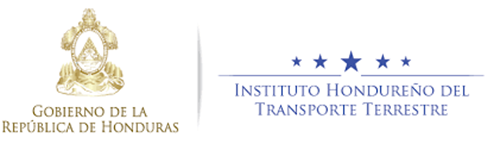 GOBIERNO DE LA
REPÚBLICA DE HONDURAS
INSTITUTO HONDUREÑO DEL
TRANSPORTE TERRESTRE